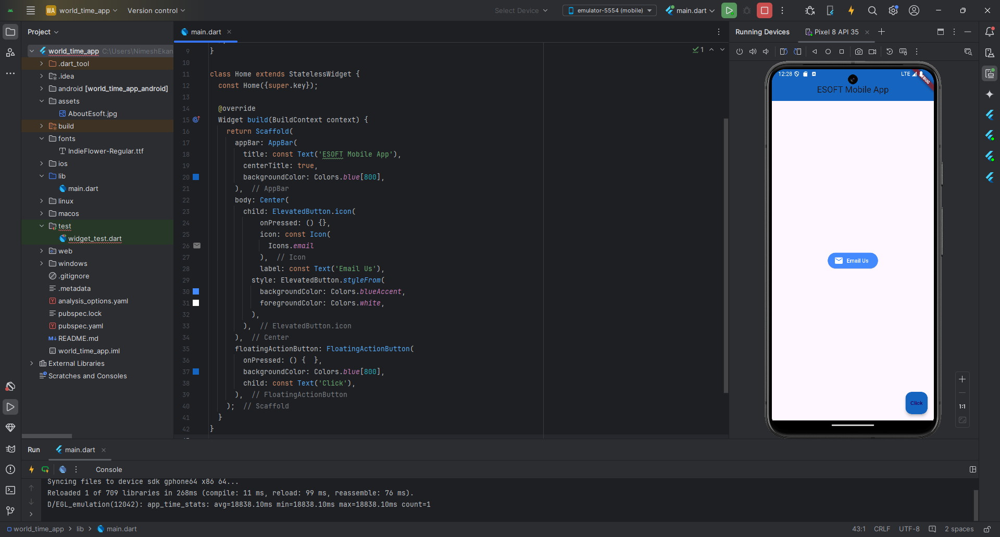 WA world_time_app Version control Select Device emulator-5554 (mobile) main.dart
Project
world_time_app C:\Users\NimeshEkan
.dart_tool
.idea
android [world_time_app_android]
assets
AboutEsoft.jpg
build
fonts
IndieFlower-Regular.ttf
ios
lib
main.dart
linux
macos
test
widget_test.dart
web
windows
.gitignore
.metadata
analysis_options.yaml
pubspec.lock
pubspec.yaml
README.md
world_time_app.iml
External Libraries
Scratches and Consoles
main.dart
1
9 }
10
11 class Home extends StatelessWidget {
12 const Home({super.key});
13
14 @override
15 Widget build(BuildContext context) {
16 return Scaffold(
17 appBar: AppBar(
18 title: const Text('ESOFT Mobile App'),
19 centerTitle: true,
20 backgroundColor: Colors.blue[800],
21 ), // AppBar
22 body: Center(
23 child: ElevatedButton.icon(
24 onPressed: () {},
25 icon: const Icon(
26 Icons.email
27 ), // Icon
28 label: const Text('Email Us'),
29 style: ElevatedButton.styleFrom(
30 backgroundColor: Colors.blueAccent,
31 foregroundColor: Colors.white,
32 ),
33 ), // ElevatedButton.icon
34 ), // Center
35 floatingActionButton: FloatingActionButton(
36 onPressed: () {  },
37 backgroundColor: Colors.blue[800],
38 child: const Text('Click'),
39 ), // FloatingActionButton
40 ); // Scaffold
41 }
42 }
Running Devices Pixel 8 API 35
12:28 LTE
DEBUG
ESOFT Mobile App
Email Us
Click
1:1
Run main.dart
Console
Syncing files to device sdk gphone64 x86 64...
Reloaded 1 of 709 libraries in 268ms (compile: 11 ms, reload: 99 ms, reassemble: 76 ms).
D/EGL_emulation(12042): app_time_stats: avg=18838.10ms min=18838.10ms max=18838.10ms count=1
world_time_app > lib > main.dart 43:1 CRLF UTF-8 2 spaces